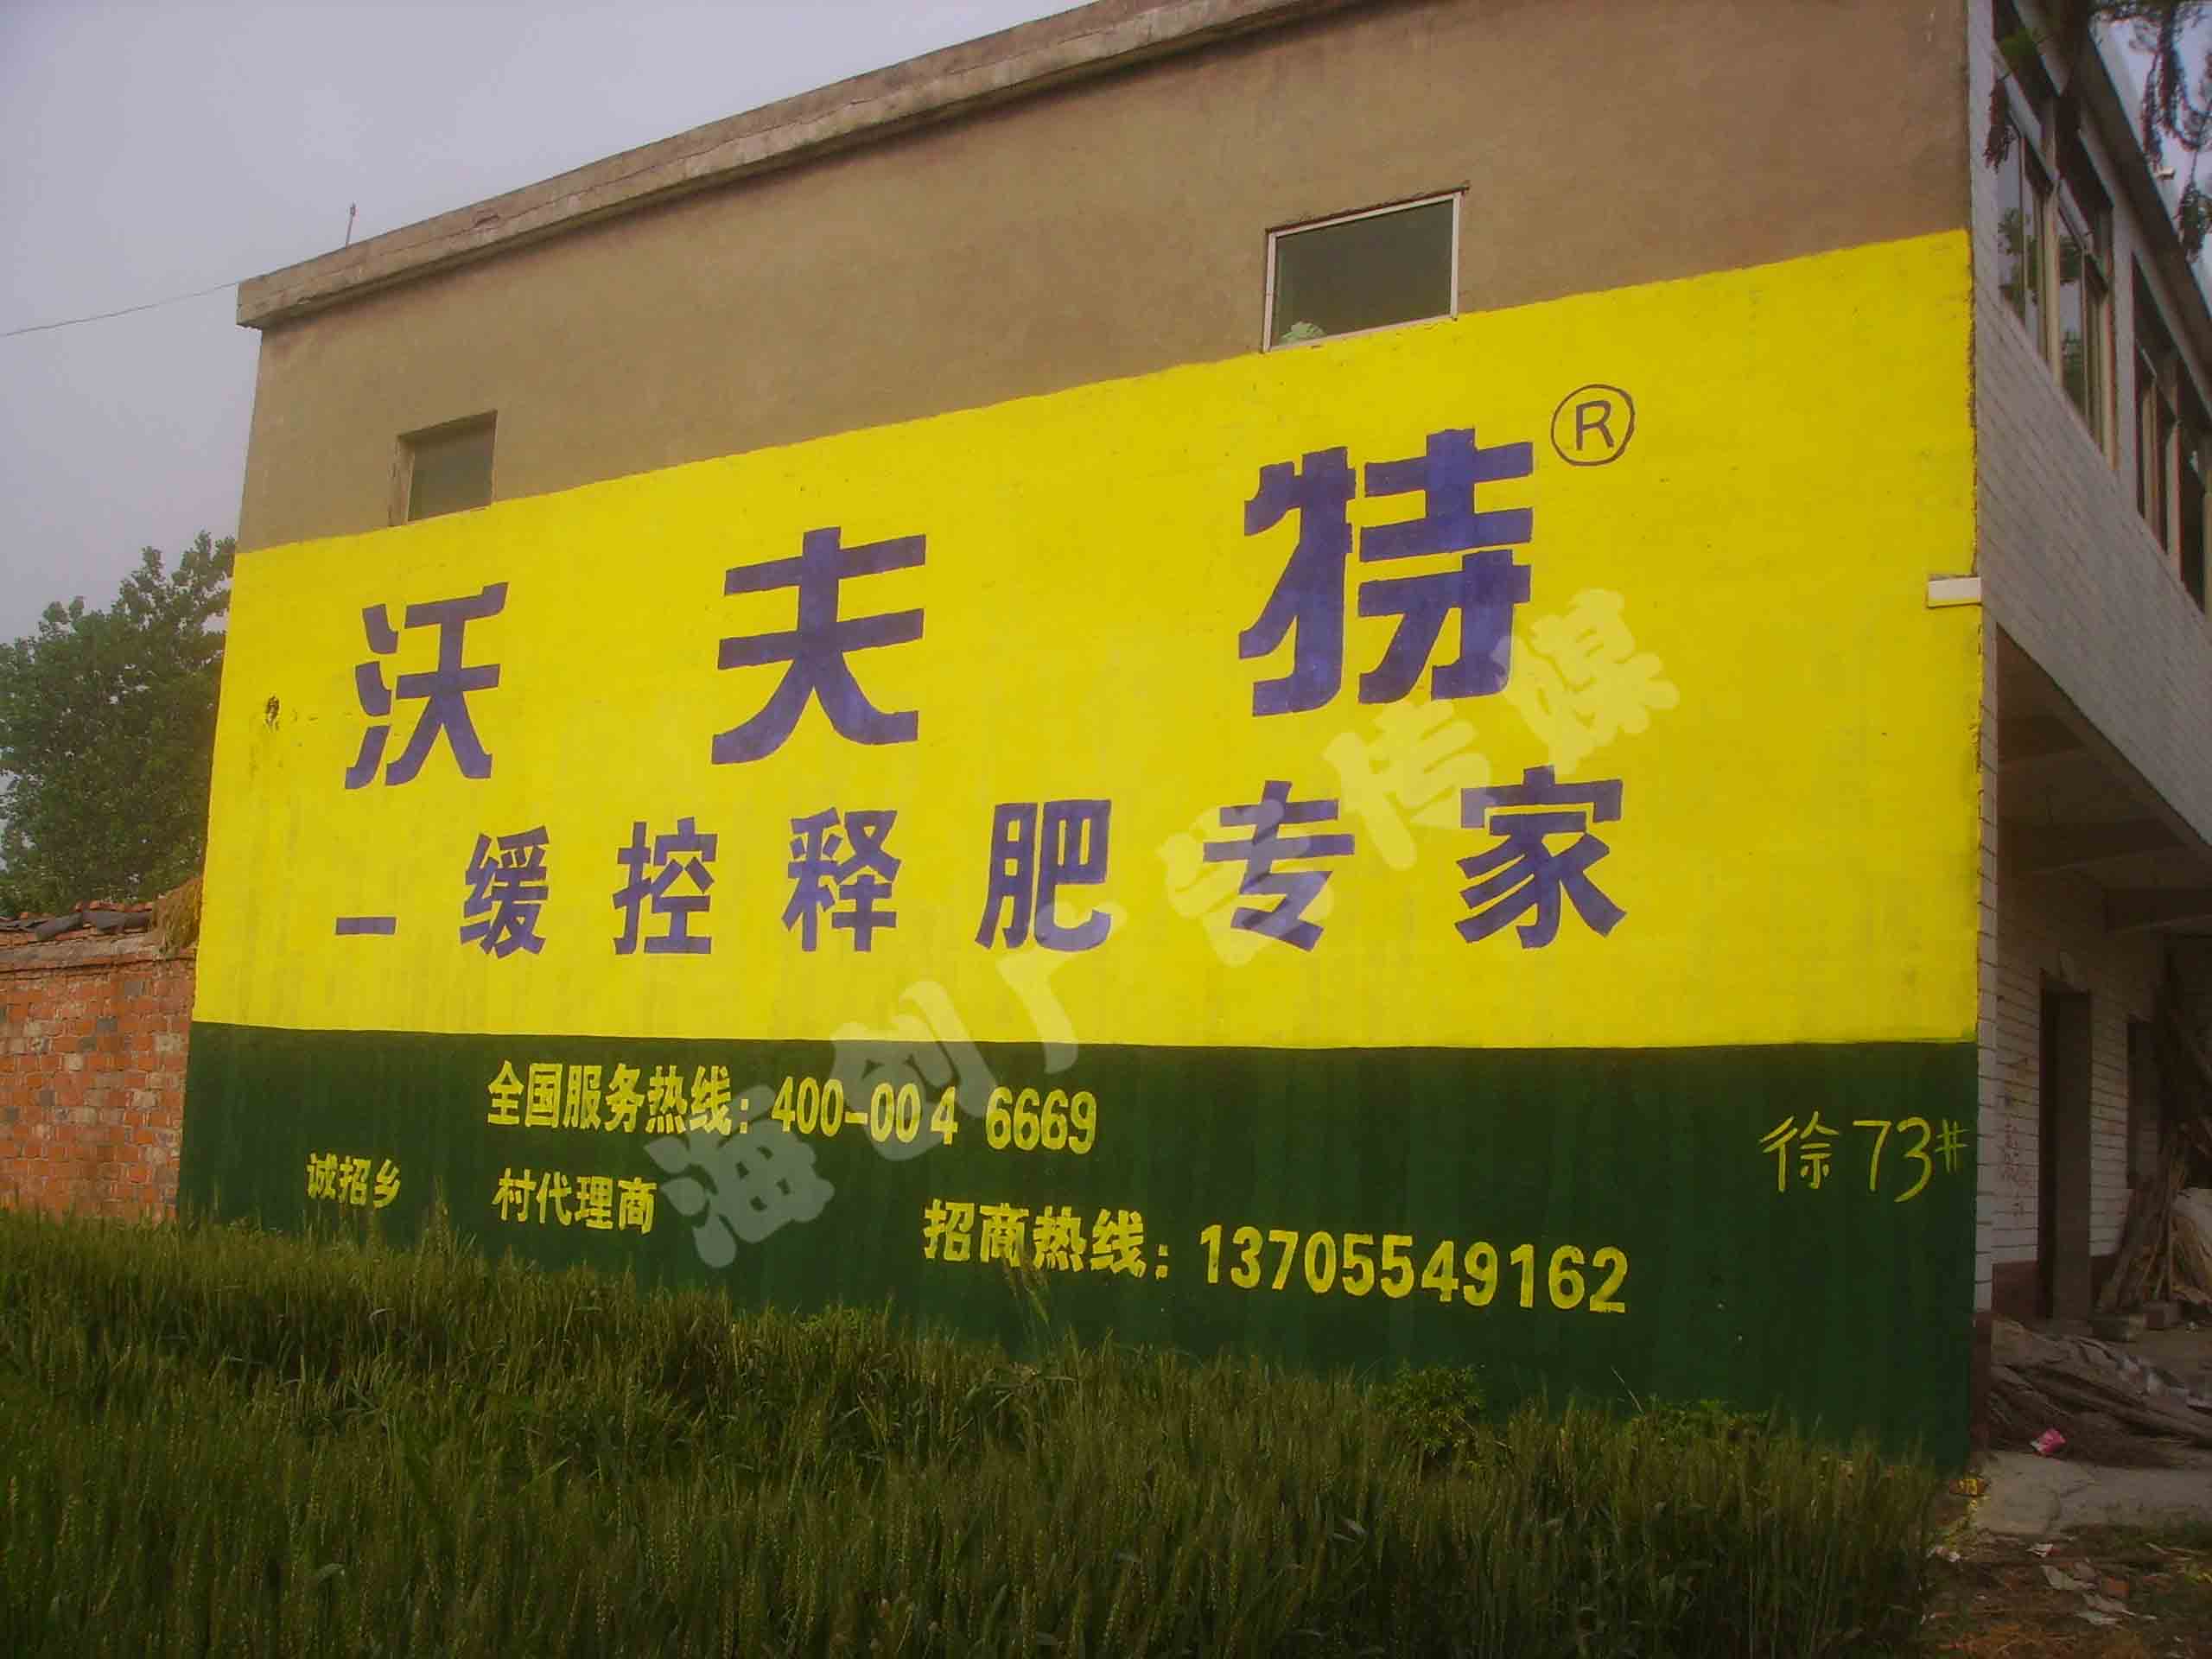 沃夫特®
一缓控释肥专家
全国服务热线:400-004 6669
诚招乡 村代理商
招商热线:13705549162
徐73#
海创广告传媒